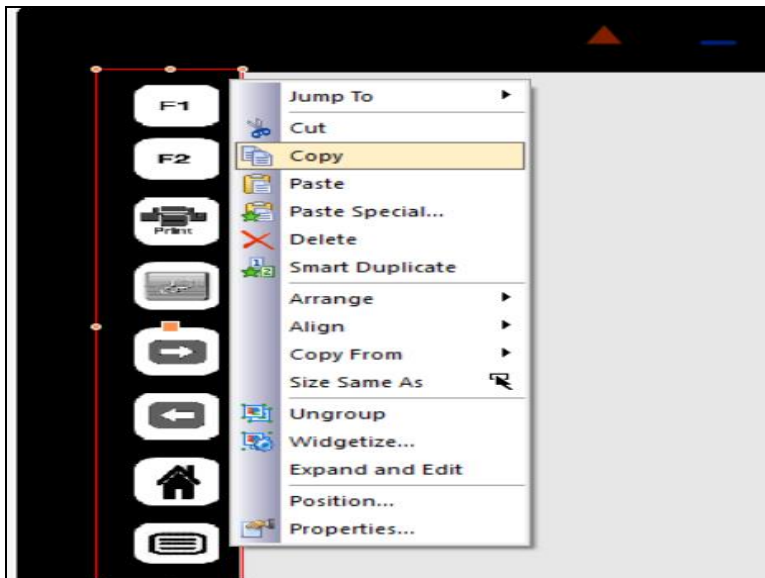 F1
F2
Print
Jump To
Cut
Copy
Paste
Paste Special...
Delete
Smart Duplicate
Arrange
Align
Copy From
Size Same As
Ungroup
Widgetize...
Expand and Edit
Position...
Properties...